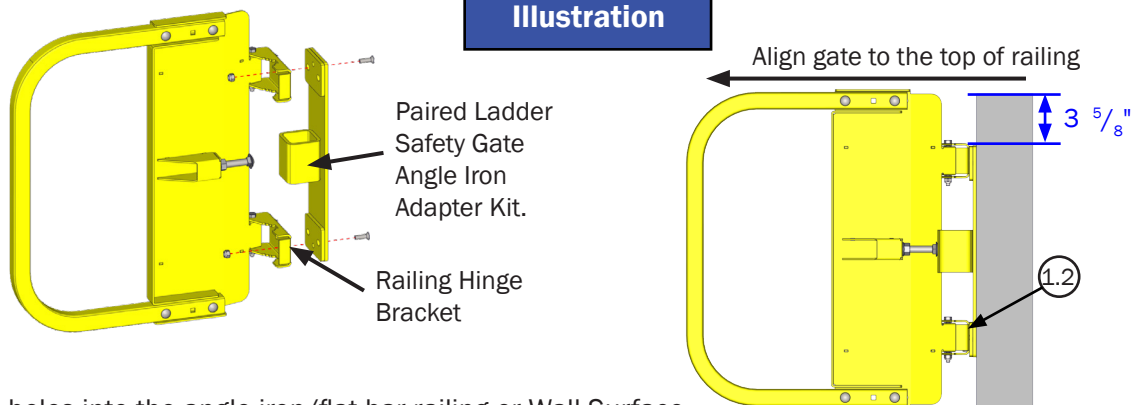 Illustration
Align gate to the top of railing
3 5/8"
Paired Ladder
Safety Gate
Angle Iron
Adapter Kit.
Railing Hinge
Bracket
1.2
holes into the angle iron/flat bar railing or Wall Surface